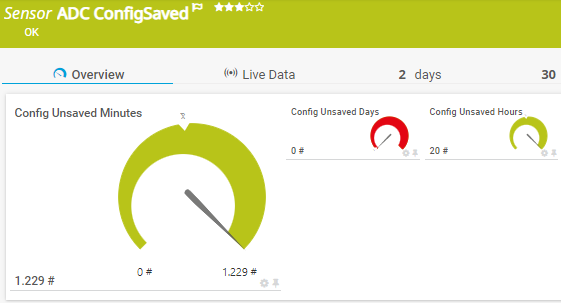 Sensor ADC ConfigSaved
OK
Overview
Live Data
2 days
30
Config Unsaved Minutes
x̄
0 #
1.229 #
1.229 #
Config Unsaved Days
0 #
Config Unsaved Hours
20 #